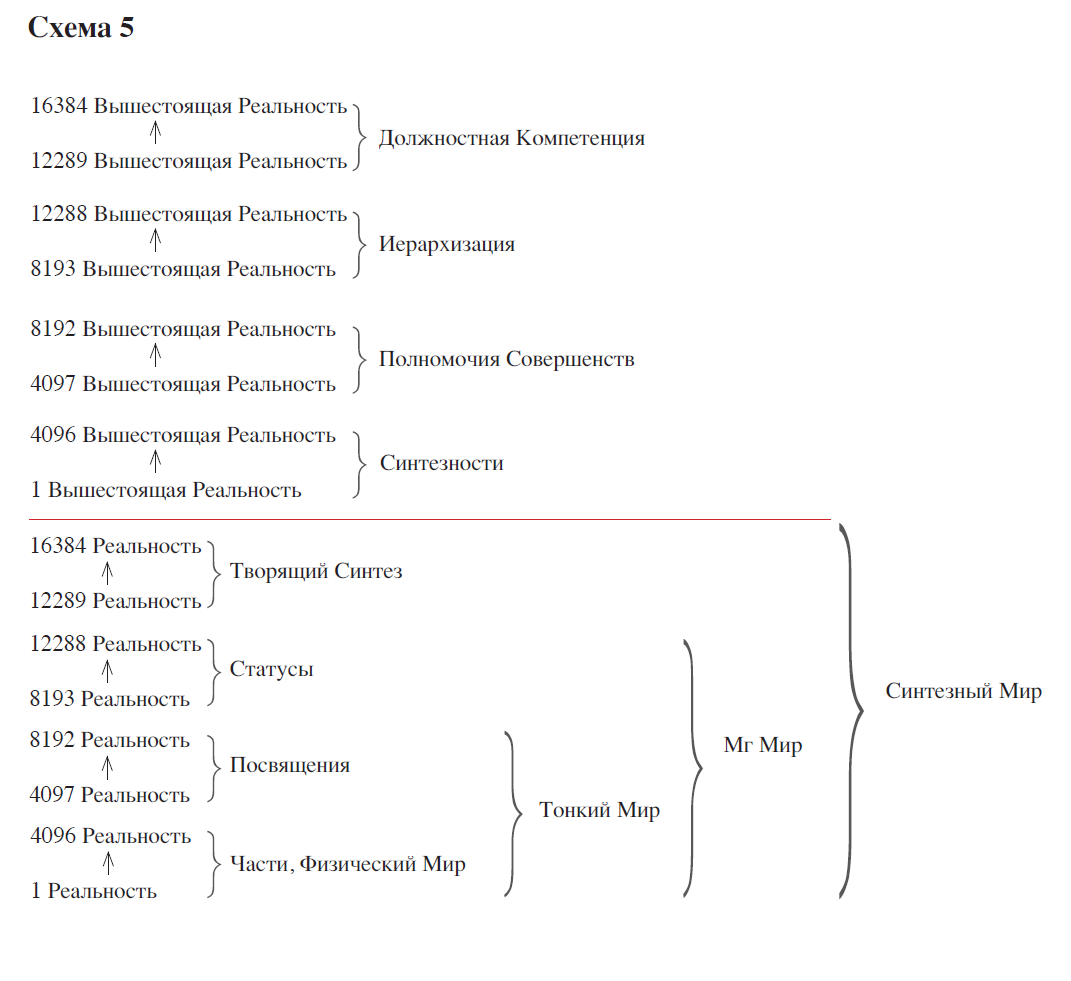 Схема 5
16384 Вышестоящая Реальность
Должностная Компетенция
12289 Вышестоящая Реальность
12288 Вышестоящая Реальность
Иерархизация
8193 Вышестоящая Реальность
8192 Вышестоящая Реальность
Полномочия Совершенств
4097 Вышестоящая Реальность
4096 Вышестоящая Реальность
Синтезности
1 Вышестоящая Реальность
16384 Реальность
Творящий Синтез
12289 Реальность
12288 Реальность
Статусы
8193 Реальность
8192 Реальность
Посвящения
4097 Реальность
4096 Реальность
Части, Физический Мир
1 Реальность
Тонкий Мир
Мг Мир
Синтезный Мир